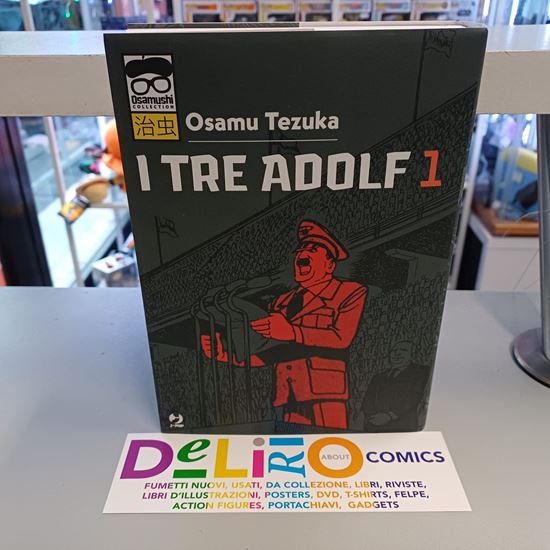 Osamushi
COLLECTION
治虫
Osamu Tezuka
I TRE ADOLF 1
J-POP
DeLiRiO ABOUT COMICS
FUMETTI NUOVI, USATI, DA COLLEZIONE, LIBRI, RIVISTE,
LIBRI D'ILLUSTRAZIONI, POSTERS, DVD, T-SHIRTS, FELPE,
ACTION FIGURES, PORTACHIAVI, GADGETS